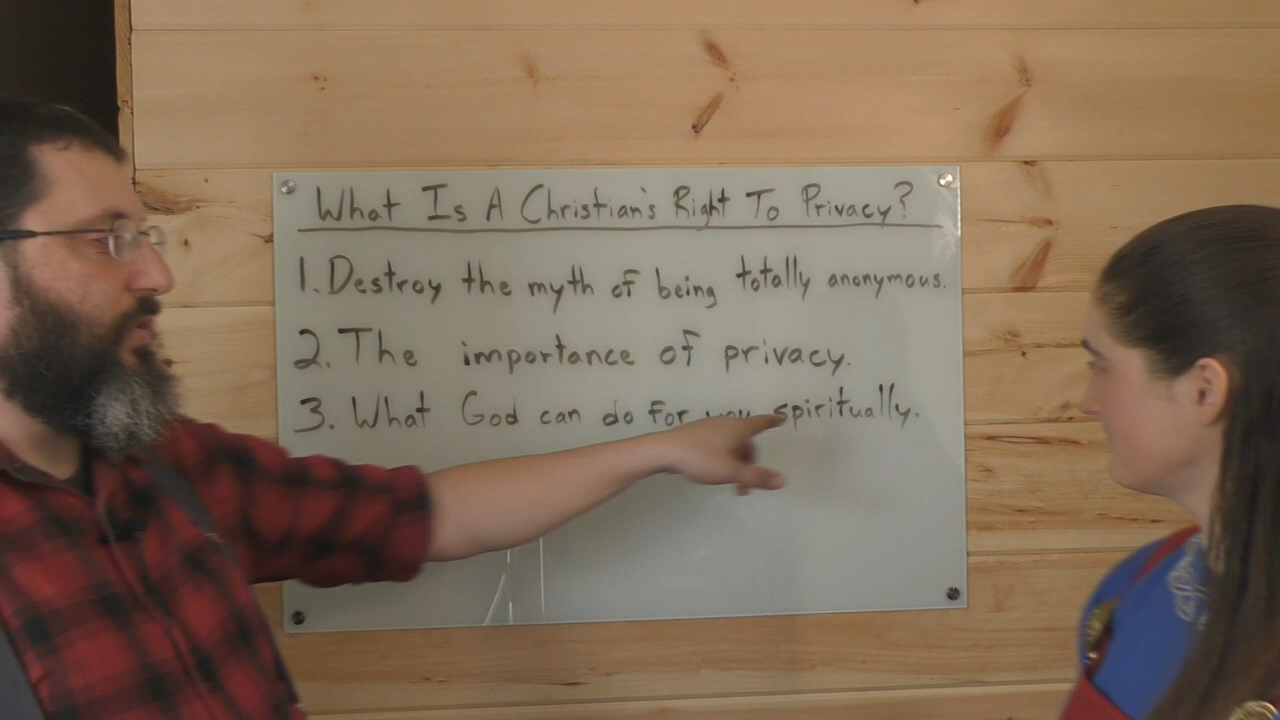 What Is A Christian's Right To Privacy?
1. Destroy the myth of being totally anonymous.
2. The importance of privacy.
3. What God can do for you spiritually.